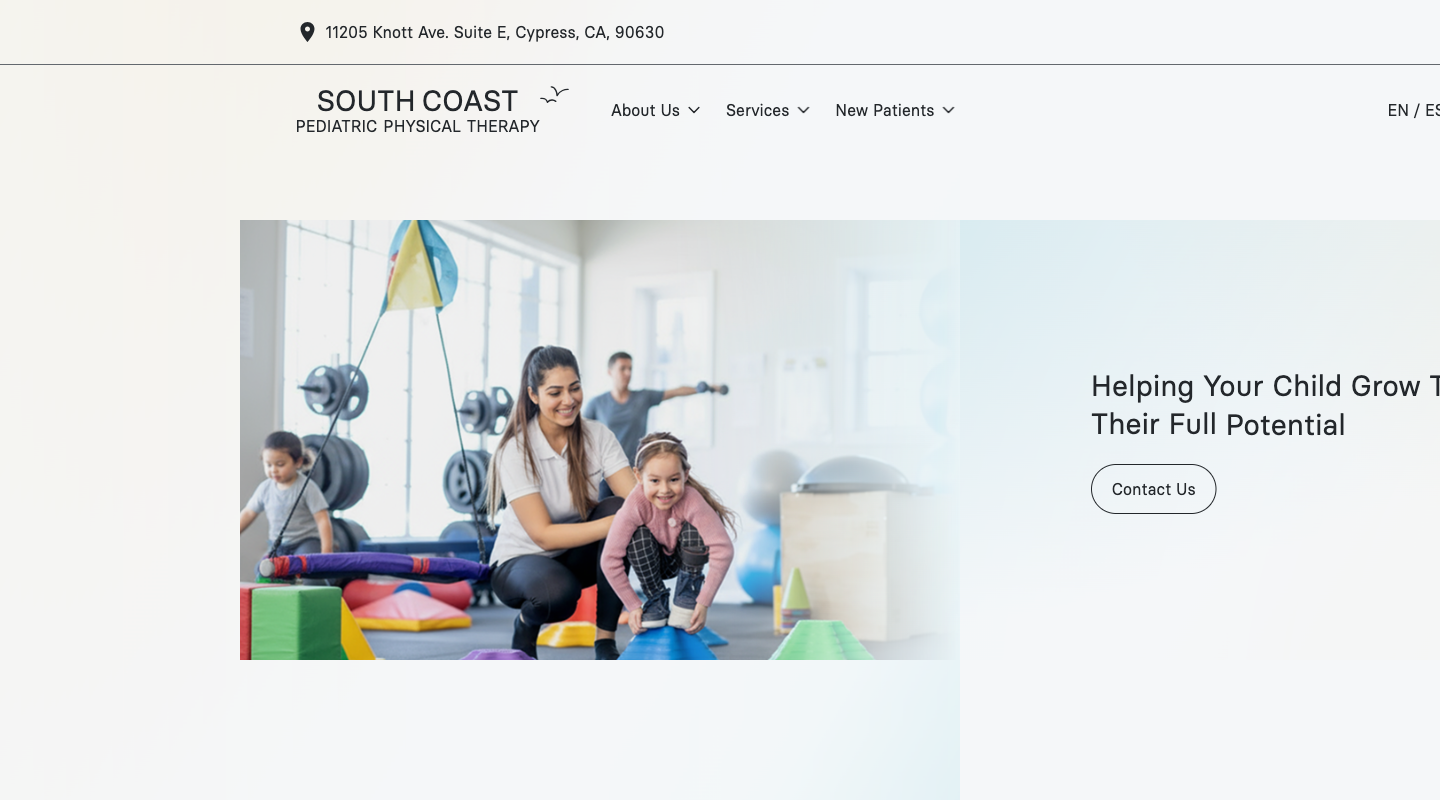 11205 Knott Ave. Suite E, Cypress, CA, 90630
SOUTH COAST
PEDIATRIC PHYSICAL THERAPY
About Us
Services
New Patients
EN / ES
Helping Your Child Grow T
Their Full Potential
Contact Us